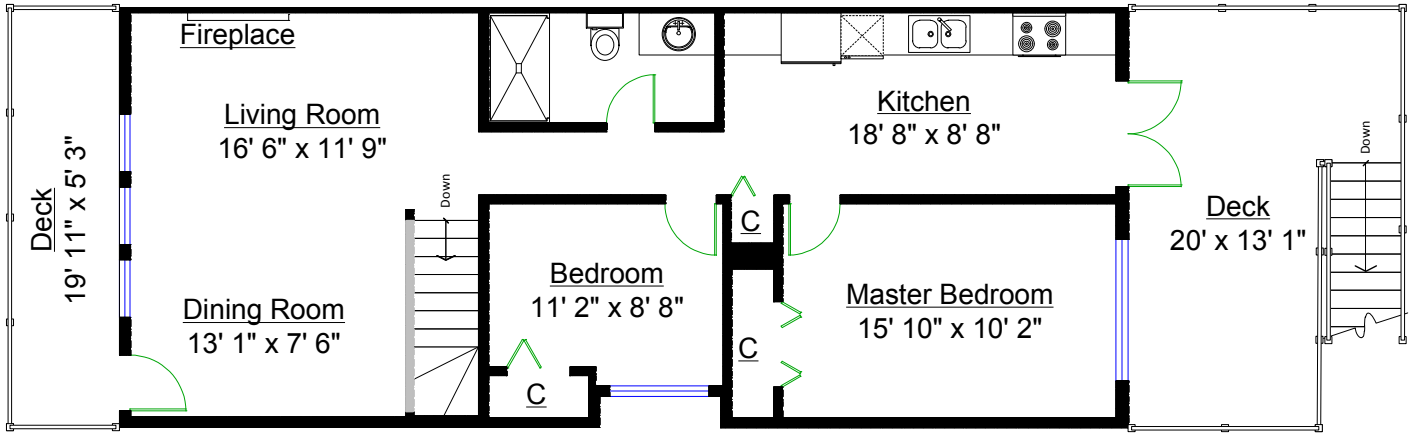 Fireplace
Living Room
16' 6" x 11' 9"
Kitchen
18' 8" x 8' 8"
Deck
19' 11" x 5' 3"
Down
Down
C
Deck
20' x 13' 1"
Bedroom
11' 2" x 8' 8"
Dining Room
13' 1" x 7' 6"
Master Bedroom
15' 10" x 10' 2"
C
C